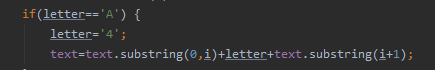 if(letter=='A') {
letter='4';
text=text.substring(0,i)+letter+text.substring(i+1);